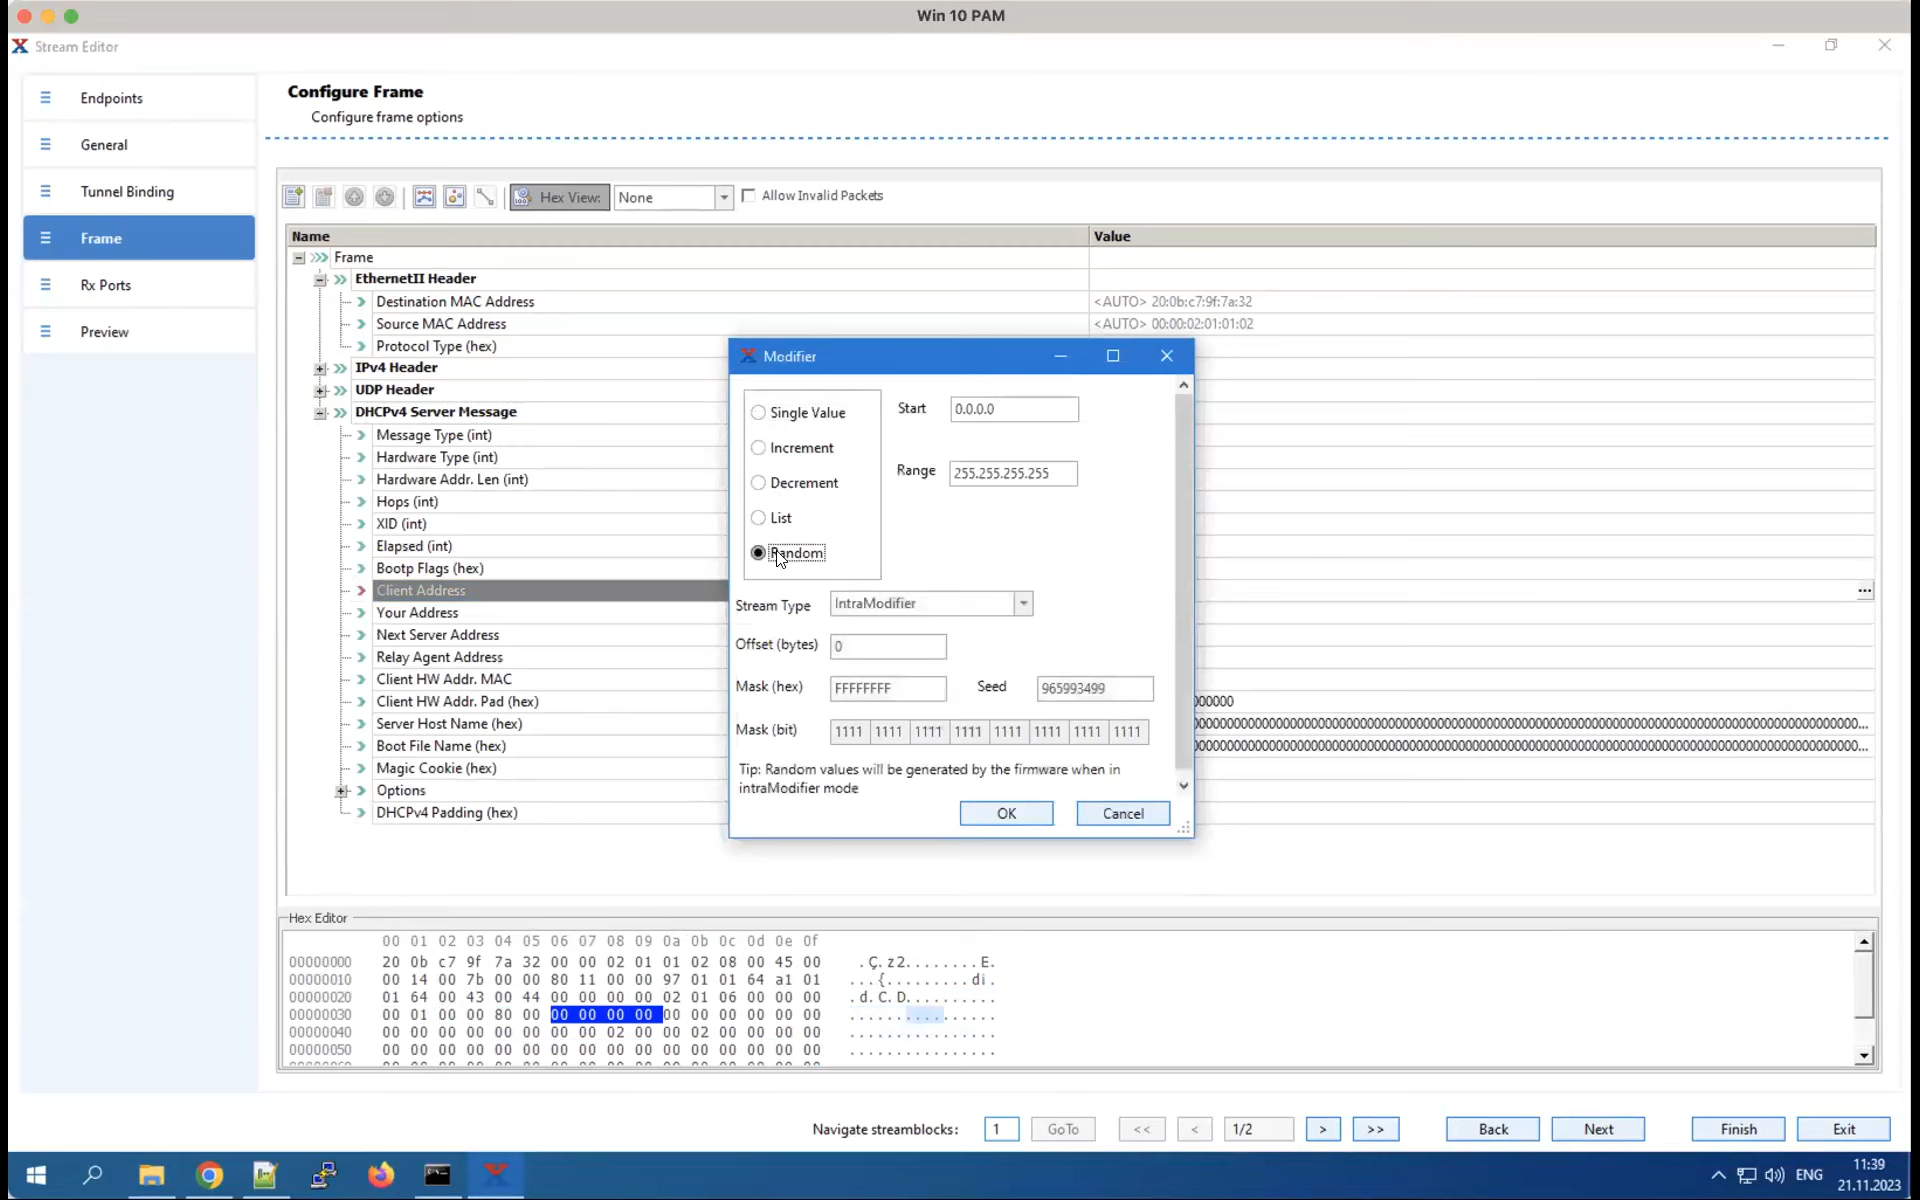 Win 10 PAM
Stream Editor
Endpoints
General
Tunnel Binding
Frame
Rx Ports
Preview
Configure Frame
Configure frame options
Hex View: None Allow Invalid Packets
Name Value
Frame
EthernetII Header
Destination MAC Address <AUTO> 20:0b:c7:9f:7a:32
Source MAC Address <AUTO> 00:00:02:01:01:02
Protocol Type (hex)
IPv4 Header
UDP Header
DHCPv4 Server Message
Message Type (int)
Hardware Type (int)
Hardware Addr. Len (int)
Hops (int)
XID (int)
Elapsed (int)
Bootp Flags (hex)
Client Address ...
Your Address
Next Server Address
Relay Agent Address
Client HW Addr. MAC
Client HW Addr. Pad (hex)
Server Host Name (hex)
Boot File Name (hex)
Magic Cookie (hex)
Options
DHCPv4 Padding (hex)
Modifier
Single Value
Increment
Decrement
List
Random
Start 0.0.0.0
Range 255.255.255.255
Stream Type IntraModifier
Offset (bytes) 0
Mask (hex) FFFFFFFF Seed 965993499
Mask (bit) 1111 1111 1111 1111 1111 1111 1111 1111
Tip: Random values will be generated by the firmware when in
intraModifier mode
OK Cancel
Hex Editor
00 01 02 03 04 05 06 07 08 09 0a 0b 0c 0d 0e 0f
00000000 20 0b c7 9f 7a 32 00 00 02 01 01 02 08 00 45 00 .Ç.z2........E.
00000010 00 14 00 7b 00 00 80 11 00 00 97 01 01 64 a1 01 ...{.........di.
00000020 01 64 00 43 00 44 00 00 00 00 02 01 06 00 00 00 .d.C.D..........
00000030 00 01 00 00 80 00 00 00 00 00 00 00 00 00 00 00 ................
00000040 00 00 00 00 00 00 02 00 00 02 00 00 00 00 00 00 ................
00000050 00 00 00 00 00 00 00 00 00 00 00 00 00 00 00 00 ................
Navigate streamblocks: 1 GoTo << < 1/2 > >> Back Next Finish Exit
ENG 11:39
21.11.2023